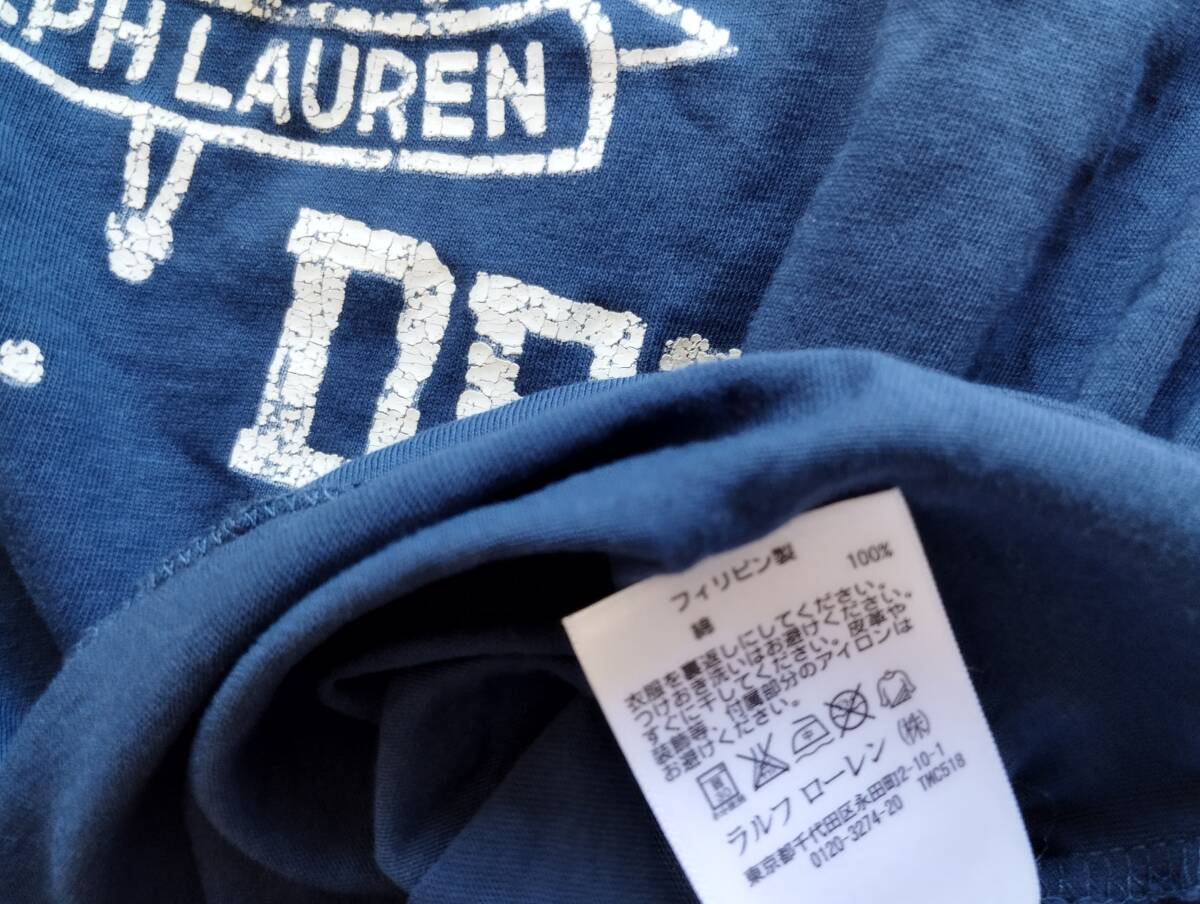 PH LAUREN
D
フィリピン製
綿 100%
衣服を裏返しにしてください。
つけおき洗いはお避けください。
すぐに干してください。皮革や
装飾等、付属部分のアイロンは
お避けください。
ラルフ ローレン (株)
東京都千代田区永田町2-10-1
0120-3274-20 TMC518